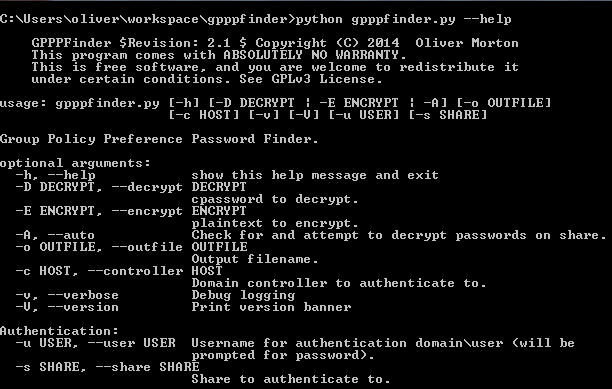 C:\Users\oliver\workspace\gpppfinder>python gpppfinder.py --help
GPPPFinder $Revision: 2.1 $ Copyright (C) 2014 Oliver Morton
This program comes with ABSOLUTELY NO WARRANTY.
This is free software, and you are welcome to redistribute it
under certain conditions. See GPLv3 License.
usage: gpppfinder.py [-h] [-D DECRYPT | -E ENCRYPT | -A] [-o OUTFILE]
[-c HOST] [-v] [-V] [-u USER] [-s SHARE]
Group Policy Preference Password Finder.
optional arguments:
-h, --help show this help message and exit
-D DECRYPT, --decrypt DECRYPT
cpassword to decrypt.
-E ENCRYPT, --encrypt ENCRYPT
plaintext to encrypt.
-A, --auto Check for and attempt to decrypt passwords on share.
-o OUTFILE, --outfile OUTFILE
Output filename.
-c HOST, --controller HOST
Domain controller to authenticate to.
-v, --verbose Debug logging
-V, --version Print version banner
Authentication:
-u USER, --user USER Username for authentication domain\user (will be
prompted for password).
-s SHARE, --share SHARE
Share to authenticate to.